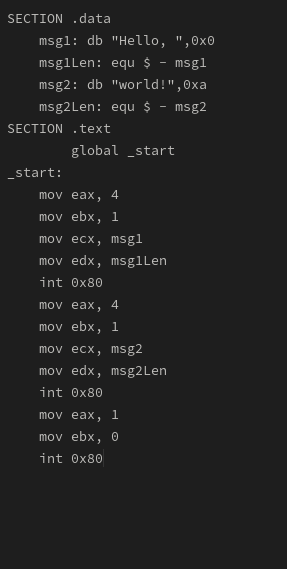 SECTION .data
    msg1: db "Hello, ",0x0
    msg1Len: equ $ - msg1
    msg2: db "world!",0xa
    msg2Len: equ $ - msg2
SECTION .text
        global _start
_start:
    mov eax, 4
    mov ebx, 1
    mov ecx, msg1
    mov edx, msg1Len
    int 0x80
    mov eax, 4
    mov ebx, 1
    mov ecx, msg2
    mov edx, msg2Len
    int 0x80
    mov eax, 1
    mov ebx, 0
    int 0x80